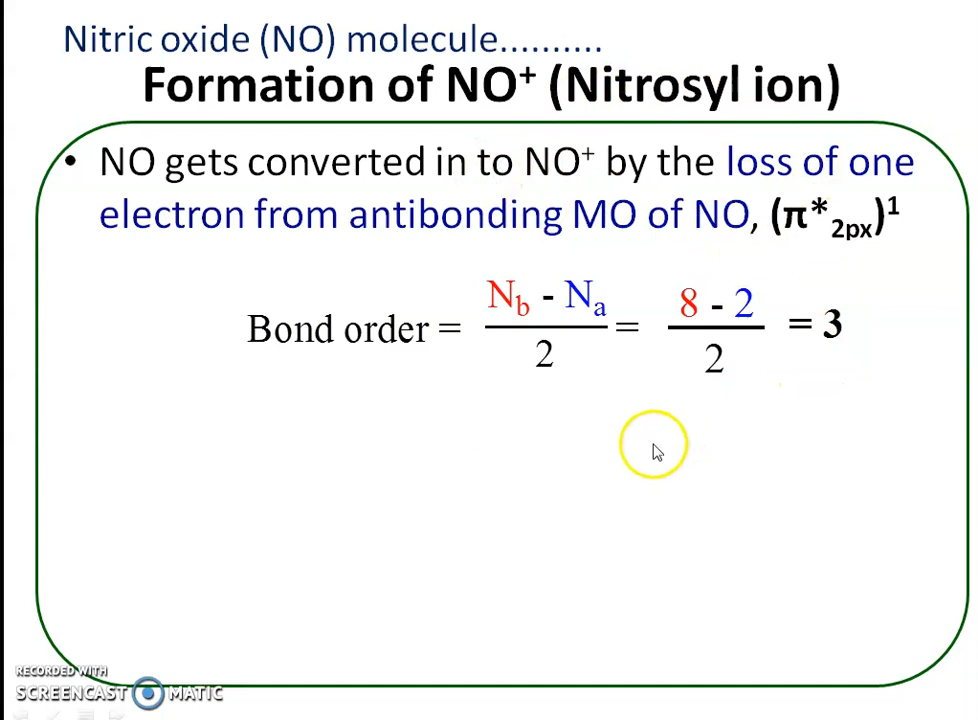 Nitric oxide (NO) molecule..........
Formation of NO⁺ (Nitrosyl ion)
• NO gets converted in to NO⁺ by the loss of one
electron from antibonding MO of NO, (π*₂ₚₓ)¹
Bond order = (N_b - N_a)/2 = (8 - 2)/2 = 3
RECORDED WITH
SCREENCAST MATIC